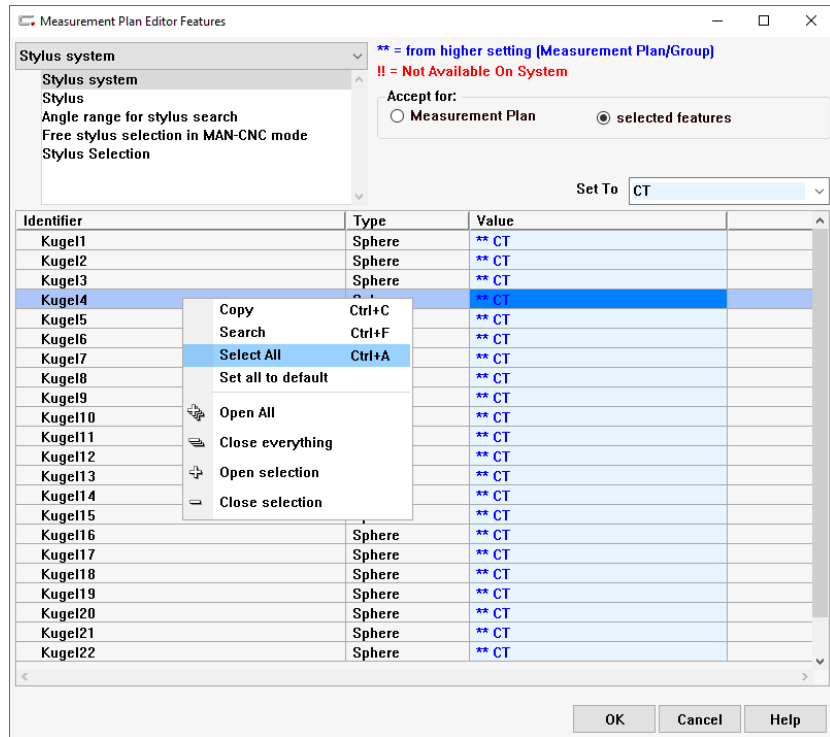 Measurement Plan Editor Features
Stylus system
** = from higher setting (Measurement Plan/Group)
!! = Not Available On System
Stylus system
Stylus
Angle range for stylus search
Free stylus selection in MAN-CNC mode
Stylus Selection
Accept for:
Measurement Plan selected features
Set To CT
Identifier Type Value
Kugel1 Sphere ** CT
Kugel2 Sphere ** CT
Kugel3 Sphere ** CT
Kugel4 ** CT
Copy Ctrl+C
Search Ctrl+F
Select All Ctrl+A
Set all to default
Open All
Close everything
Open selection
Close selection
Kugel5 ** CT
Kugel6 ** CT
Kugel7 ** CT
Kugel8 ** CT
Kugel9 ** CT
Kugel10 ** CT
Kugel11 ** CT
Kugel12 ** CT
Kugel13 ** CT
Kugel14 ** CT
Kugel15 ** CT
Kugel16 Sphere ** CT
Kugel17 Sphere ** CT
Kugel18 Sphere ** CT
Kugel19 Sphere ** CT
Kugel20 Sphere ** CT
Kugel21 Sphere ** CT
Kugel22 Sphere ** CT
OK Cancel Help